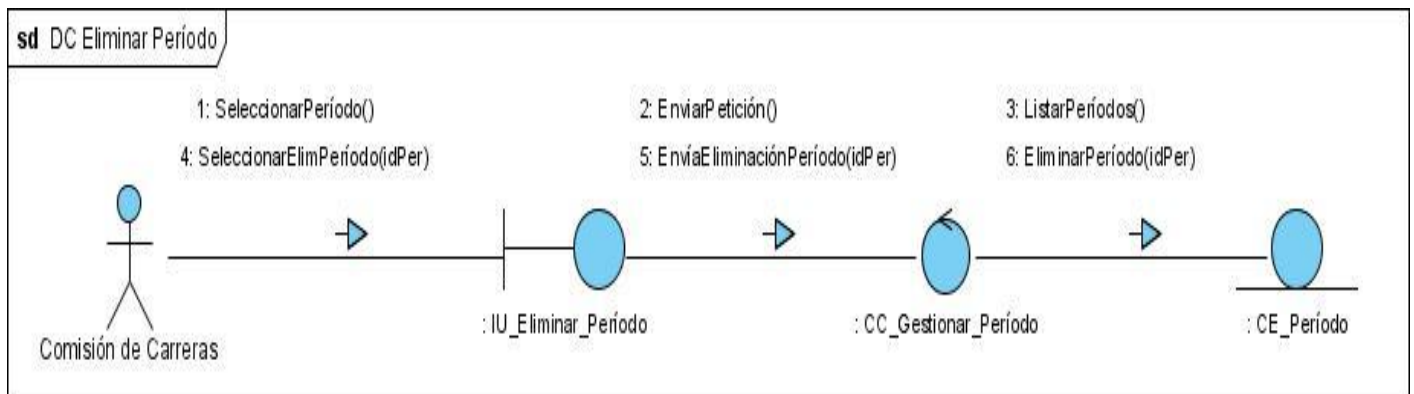 sd DC Eliminar Período
1: SeleccionarPeríodo()
2: EnviarPetición()
3: ListarPeríodos()
4: SeleccionarElimPeríodo(idPer)
5: EnvíaEliminaciónPeríodo(idPer)
6: EliminarPeríodo(idPer)
: IU_Eliminar_Período
: CC_Gestionar_Período
: CE_Período
Comisión de Carreras